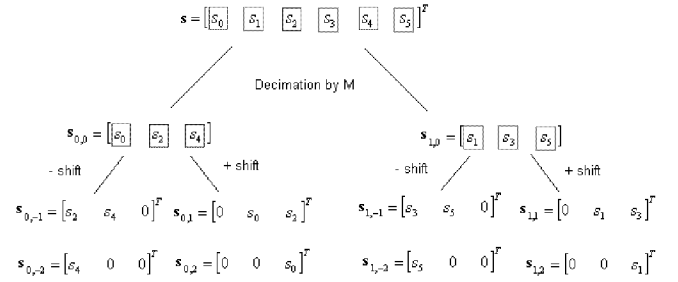 s = [s₀ s₁ s₂ s₃ s₄ s₅]ᵀ
Decimation by M
s₀,₀ = [s₀ s₂ s₄] s₁,₀ = [s₁ s₃ s₅]
- shift + shift - shift + shift
s₀,₋₁ = [s₂ s₄ 0]ᵀ s₀,₁ = [0 s₀ s₂]ᵀ s₁,₋₁ = [s₃ s₅ 0]ᵀ s₁,₁ = [0 s₁ s₃]ᵀ
s₀,₋₂ = [s₄ 0 0]ᵀ s₀,₂ = [0 0 s₀]ᵀ s₁,₋₂ = [s₅ 0 0]ᵀ s₁,₂ = [0 0 s₁]ᵀ